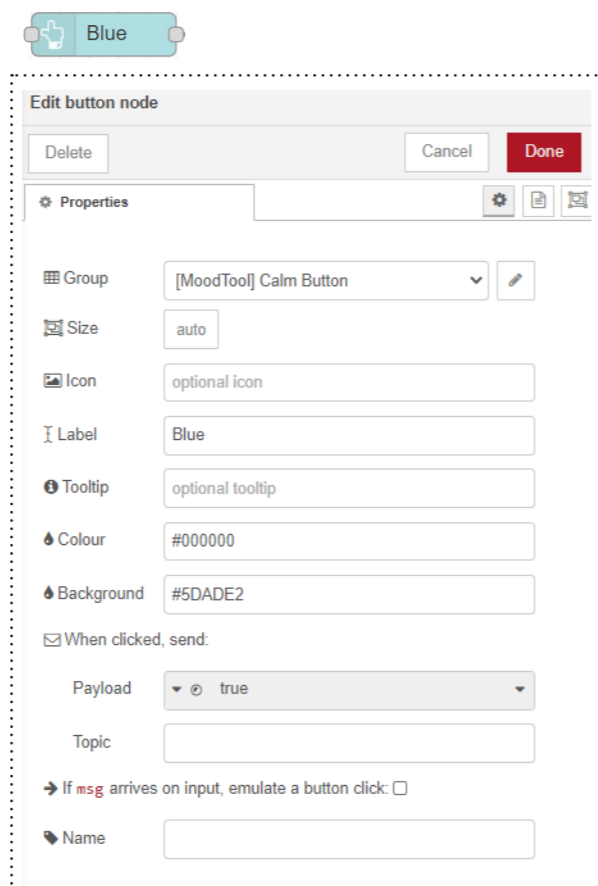 Blue
Edit button node
Delete Cancel Done
Properties
Group [MoodTool] Calm Button
Size auto
Icon optional icon
Label Blue
Tooltip optional tooltip
Colour #000000
Background #5DADE2
When clicked, send:
Payload true
Topic
If msg arrives on input, emulate a button click:
Name